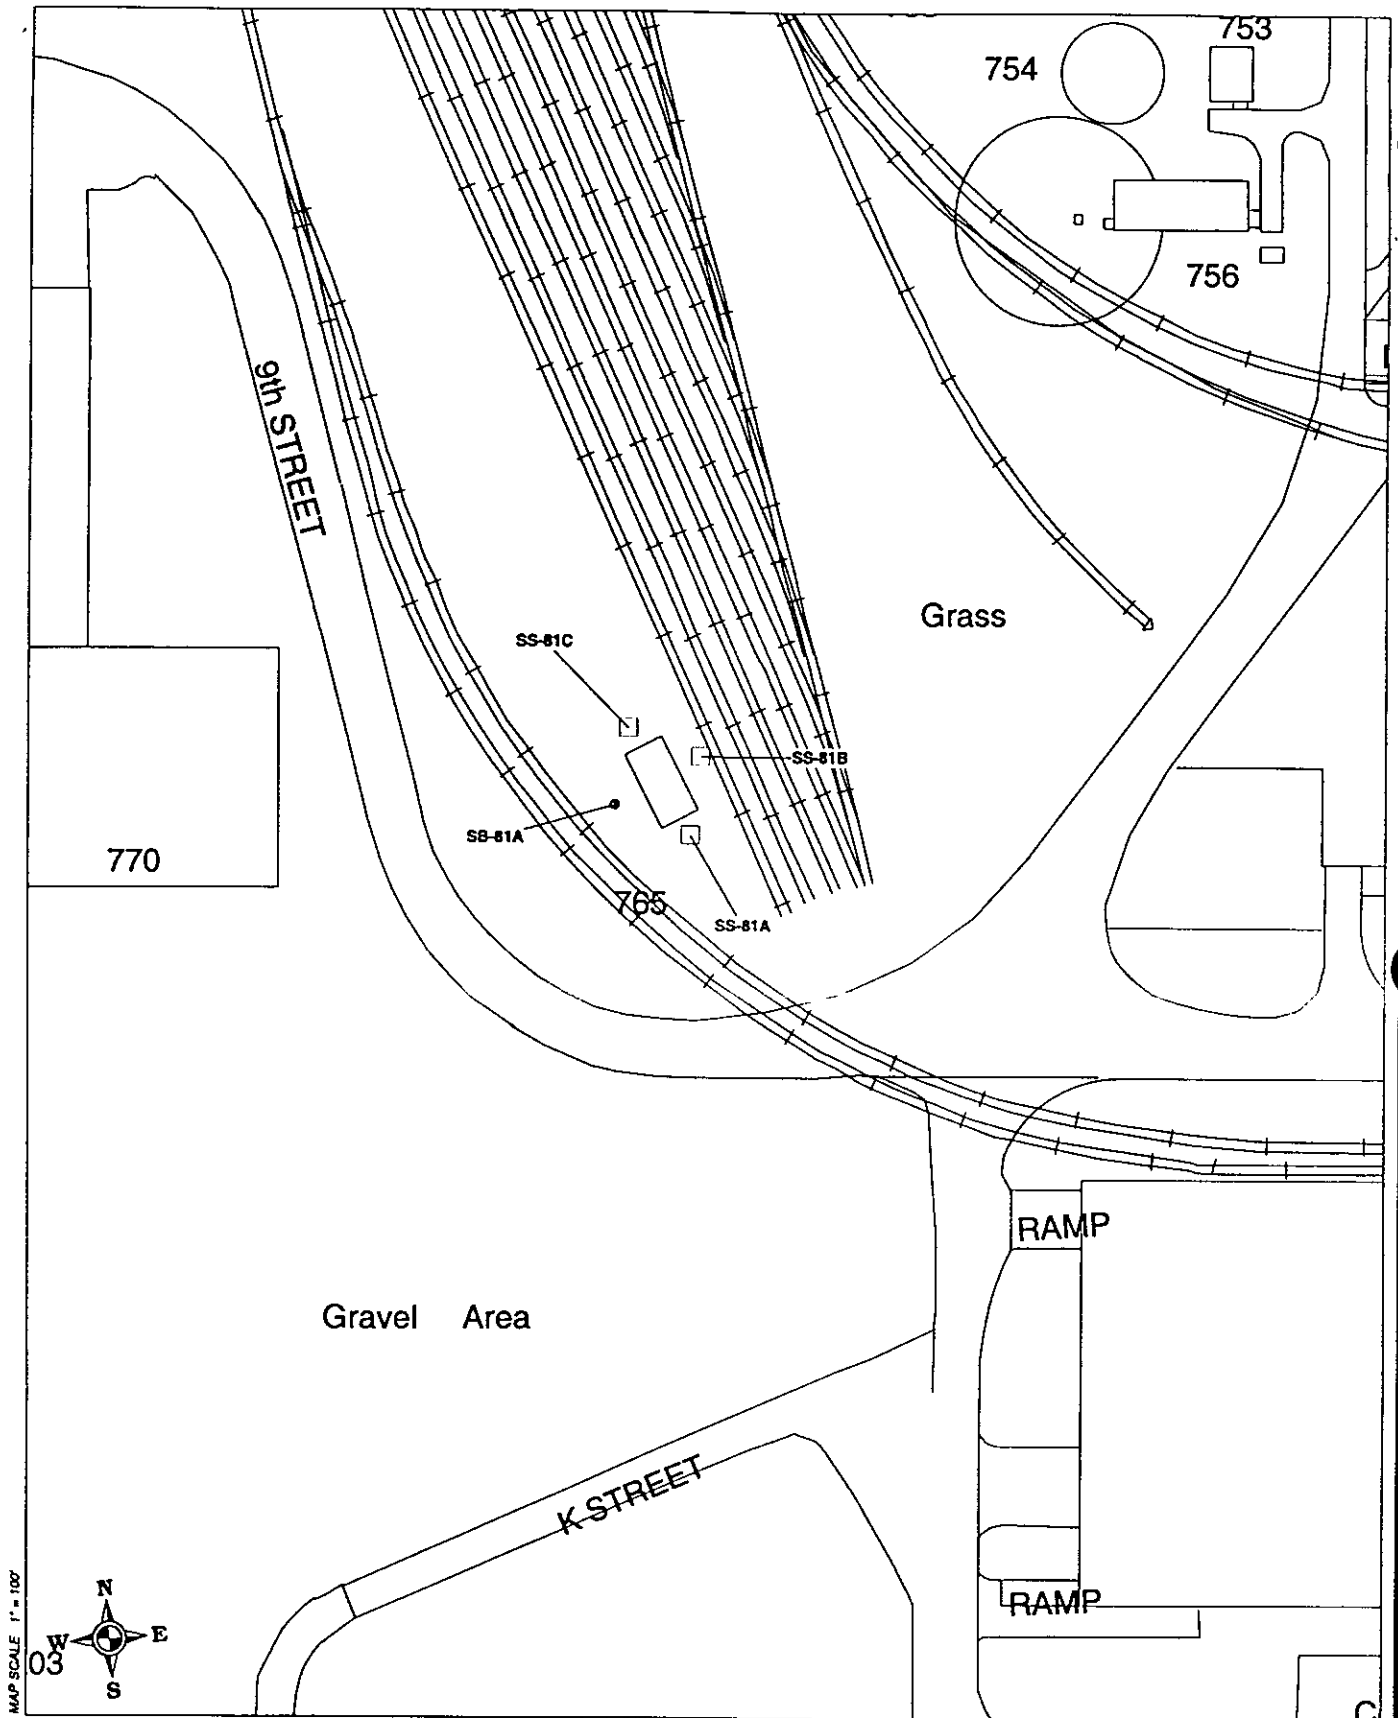 753
754
756
9th STREET
Grass
SS-81C
SS-81B
SB-81A
770
765
SS-81A
RAMP
Gravel Area
K STREET
RAMP
MAP SCALE 1" = 100'
N
W E
S
03
C